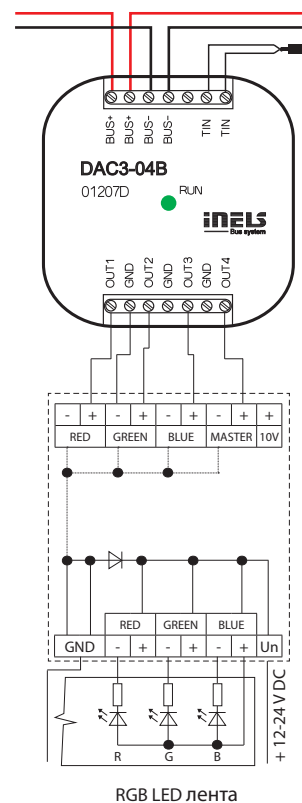 BUS+ BUS+ BUS- BUS- TIN TIN
DAC3-04B
01207D
RUN
iNELS
Bus system
OUT1 GND OUT2 GND OUT3 GND OUT4
- + - + - + - + +
RED GREEN BLUE MASTER 10V
RED GREEN BLUE
GND - + - + - + Un
R G B
+ 12-24 V DC
RGB LED лента